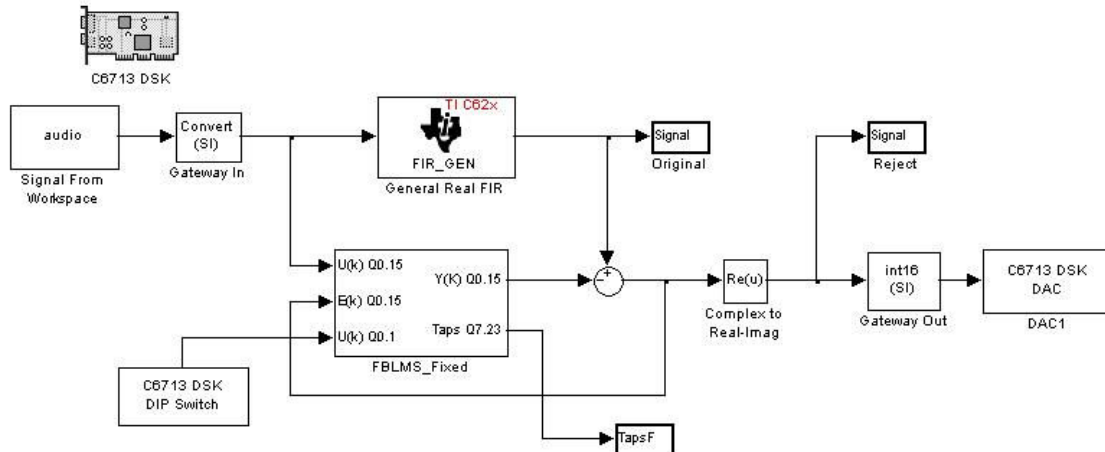 C6713 DSK
audio
Signal From
Workspace
Convert
(SI)
Gateway In
TI C62x
FIR_GEN
General Real FIR
Signal
Original
Signal
Reject
U(k) Q0.15
E(k) Q0.15
U(k) Q0.1
Y(K) Q0.15
Taps Q7.23
FBLMS_Fixed
+
-
Re(u)
Complex to
Real-Imag
int16
(SI)
Gateway Out
C6713 DSK
DAC
DAC1
C6713 DSK
DIP Switch
TapsF